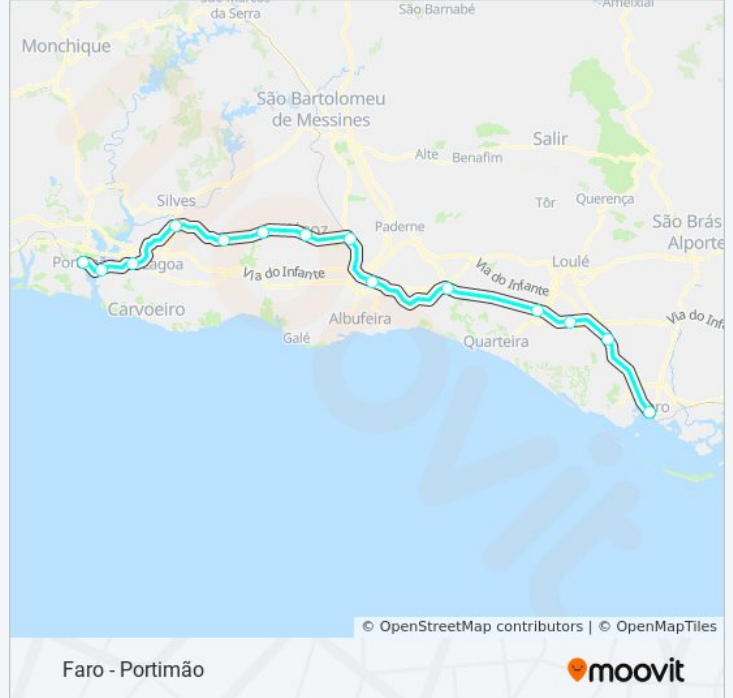 São Barnabé
Ameixial
da Serra
Monchique
São Bartolomeu
de Messines
Salir
Alte
Benafim
Silves
Tôr
Querença
São Brás
Alporte
Paderne
Loulé
Lagoa
Via do Infante
Via do Infante
Via do Inf
Carvoeiro
Albufeira
Galé
Quarteira
moovit
© OpenStreetMap contributors | © OpenMapTiles
Faro - Portimão
moovit